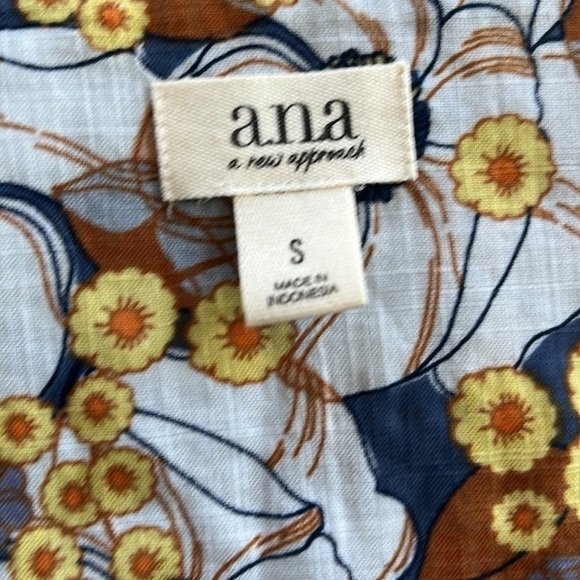 a.n.a
a new approach
S
MADE IN
INDONESIA